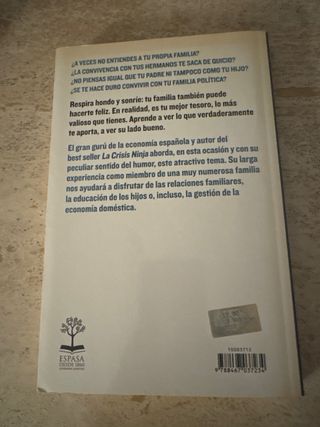 ¿A VECES NO ENTIENDES A TU PROPIA FAMILIA?
¿LA CONVIVENCIA CON TUS HERMANOS TE SACA DE QUICIO?
¿NO PIENSAS IGUAL QUE TU PADRE NI TAMPOCO COMO TU HIJO?
¿SE TE HACE DURO CONVIVIR CON TU FAMILIA POLÍTICA?
Respira hondo y sonríe: tu familia también puede
hacerte feliz. En realidad, es tu mejor tesoro, lo más
valioso que tienes. Aprende a ver lo que verdaderamente
te aporta, a ver su lado bueno.
El gran gurú de la economía española y autor del
best seller La Crisis Ninja aborda, en esta ocasión y con su
peculiar sentido del humor, este atractivo tema. Su larga
experiencia como miembro de una muy numerosa familia
nos ayudará a disfrutar de las relaciones familiares,
la educación de los hijos o, incluso, la gestión de la
economía doméstica.
ESPASA
DESDE 1860
10003712
9 788467 037234